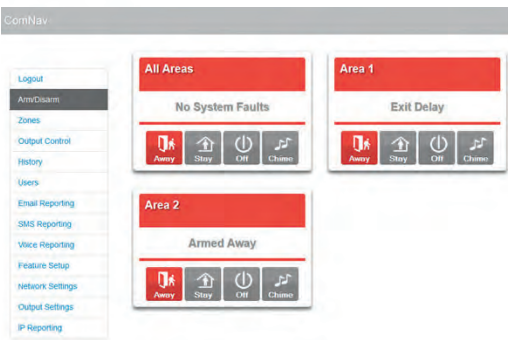 ComNav
Logout
Arm/Disarm
Zones
Output Control
History
Users
Email Reporting
SMS Reporting
Voice Reporting
Feature Setup
Network Settings
Output Settings
IP Reporting
All Areas
No System Faults
Away Stay Off Chime
Area 1
Exit Delay
Away Stay Off Chime
Area 2
Armed Away
Away Stay Off Chime